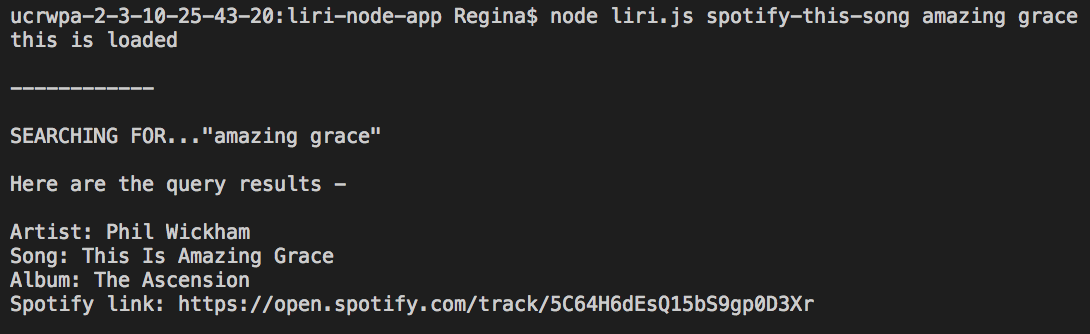 ucrwpa-2-3-10-25-43-20:liri-node-app Regina$ node liri.js spotify-this-song amazing grace
this is loaded
------------
SEARCHING FOR..."amazing grace"
Here are the query results -
Artist: Phil Wickham
Song: This Is Amazing Grace
Album: The Ascension
Spotify link: https://open.spotify.com/track/5C64H6dEsQ15bS9gp0D3Xr